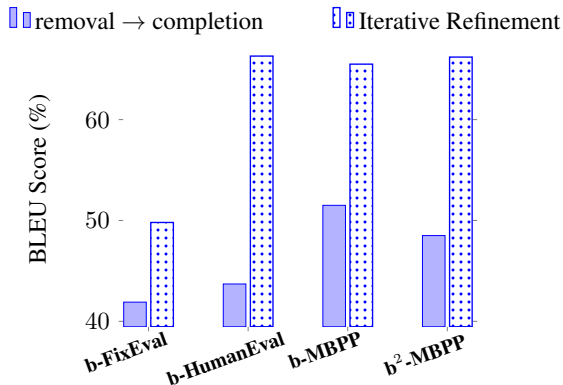 removal → completion
Iterative Refinement
BLEU Score (%)
60
50
40
b-FixEval
b-HumanEval
b-MBPP
b²-MBPP